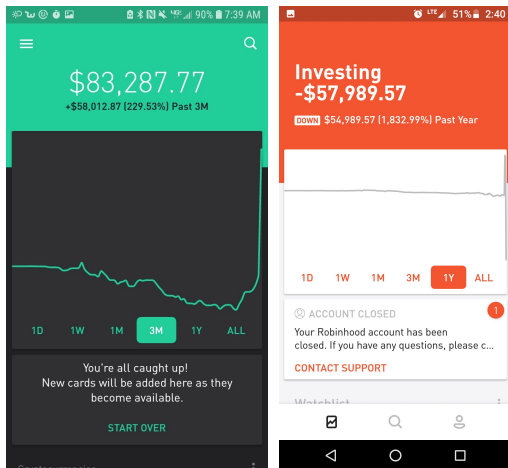 90% 7:39 AM
$83,287.77
+$58,012.87 (229.53%) Past 3M
1D 1W 1M 3M 1Y ALL
You're all caught up!
New cards will be added here as they
become available.
START OVER
LTE 51% 2:40
Investing
-$57,989.57
DOWN $54,989.57 (1,832.99%) Past Year
1D 1W 1M 3M 1Y ALL
ACCOUNT CLOSED
1
Your Robinhood account has been
closed. If you have any questions, please c...
CONTACT SUPPORT
Watchlist